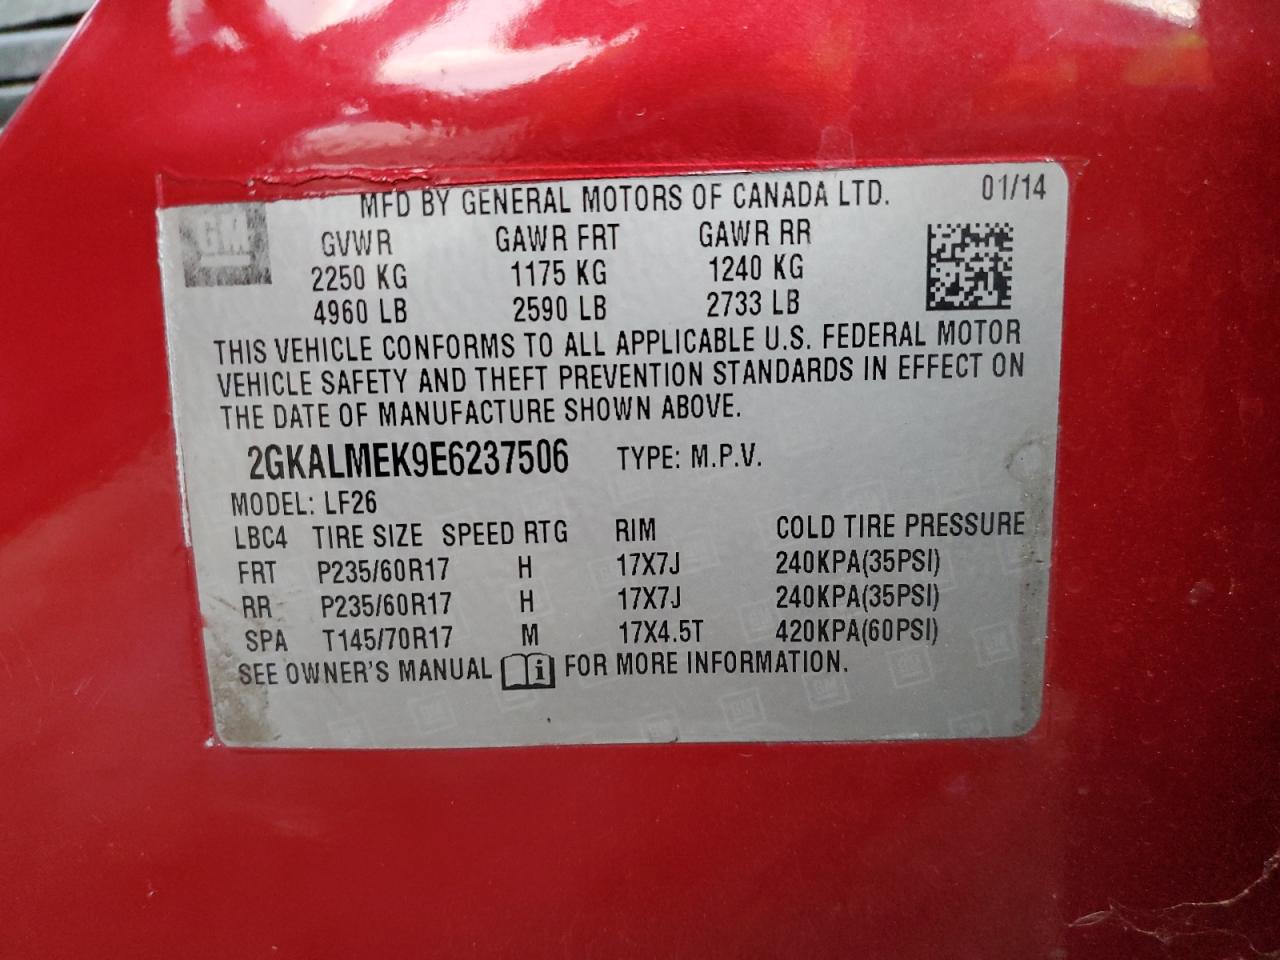 MFD BY GENERAL MOTORS OF CANADA LTD. 01/14
GM
GVWR GAWR FRT GAWR RR
2250 KG 1175 KG 1240 KG
4960 LB 2590 LB 2733 LB
THIS VEHICLE CONFORMS TO ALL APPLICABLE U.S. FEDERAL MOTOR
VEHICLE SAFETY AND THEFT PREVENTION STANDARDS IN EFFECT ON
THE DATE OF MANUFACTURE SHOWN ABOVE.
2GKALMEK9E6237506 TYPE: M.P.V.
MODEL: LF26
LBC4 TIRE SIZE SPEED RTG RIM COLD TIRE PRESSURE
FRT P235/60R17 H 17X7J 240KPA(35PSI)
RR P235/60R17 H 17X7J 240KPA(35PSI)
SPA T145/70R17 M 17X4.5T 420KPA(60PSI)
SEE OWNER'S MANUAL i FOR MORE INFORMATION.